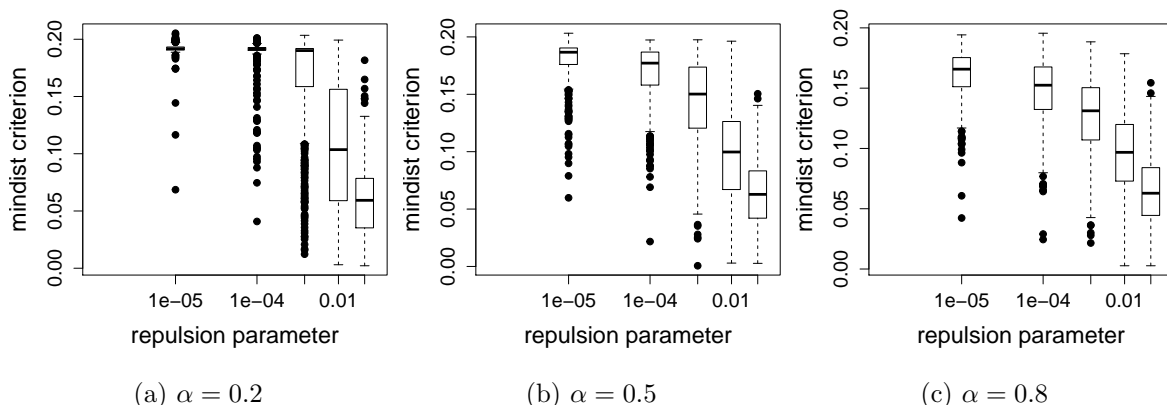 0.00 0.05 0.10 0.15 0.20
mindist criterion
1e−05 1e−04 0.01
repulsion parameter
(a) α = 0.2
0.00 0.05 0.10 0.15 0.20
mindist criterion
1e−05 1e−04 0.01
repulsion parameter
(b) α = 0.5
0.00 0.05 0.10 0.15 0.20
mindist criterion
1e−05 1e−04 0.01
repulsion parameter
(c) α = 0.8